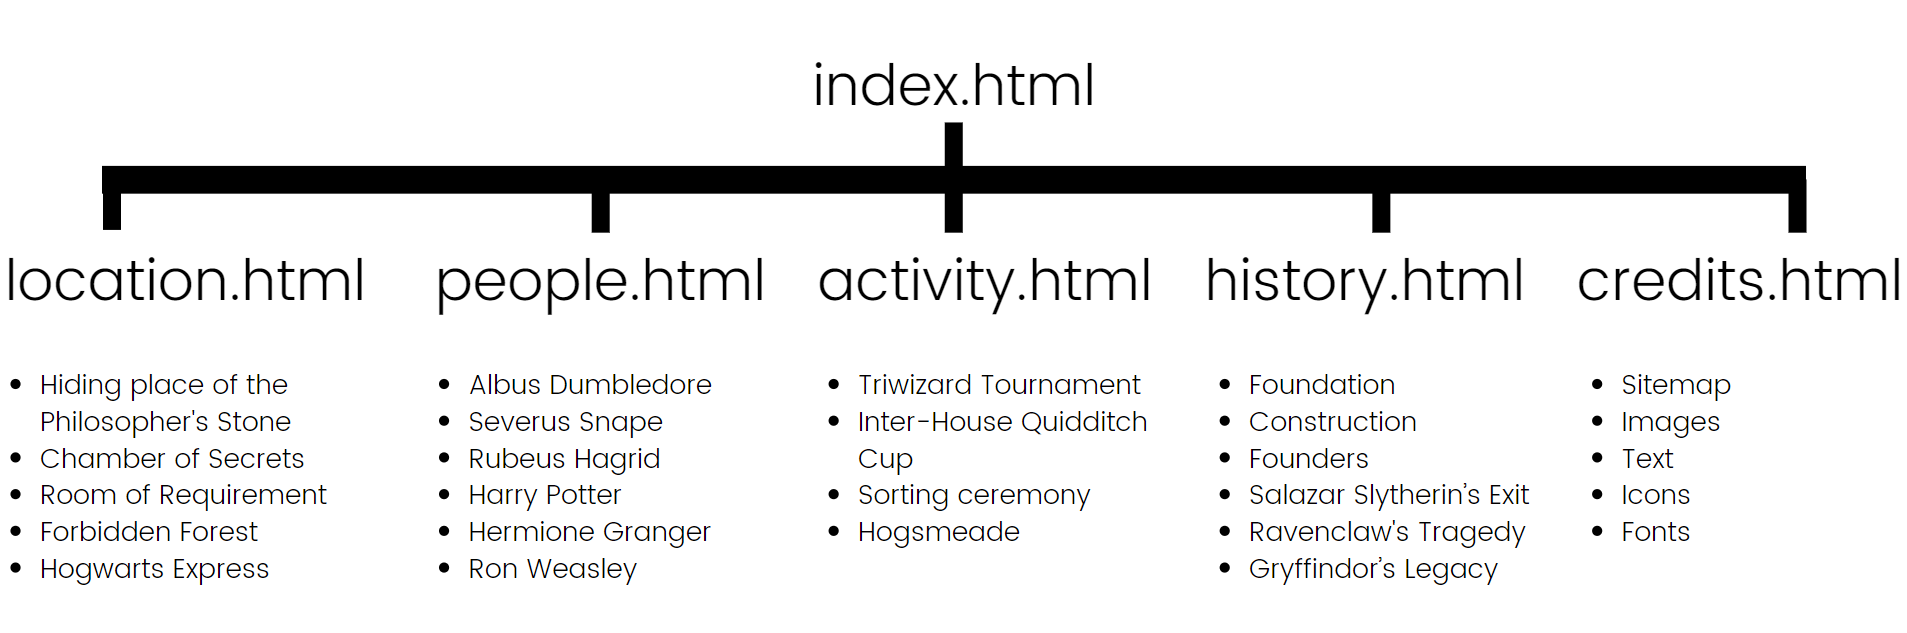 index.html
location.html
people.html
activity.html
history.html
credits.html
• Hiding place of the
Philosopher's Stone
• Chamber of Secrets
• Room of Requirement
• Forbidden Forest
• Hogwarts Express
• Albus Dumbledore
• Severus Snape
• Rubeus Hagrid
• Harry Potter
• Hermione Granger
• Ron Weasley
• Triwizard Tournament
• Inter-House Quidditch
Cup
• Sorting ceremony
• Hogsmeade
• Foundation
• Construction
• Founders
• Salazar Slytherin’s Exit
• Ravenclaw's Tragedy
• Gryffindor’s Legacy
• Sitemap
• Images
• Text
• Icons
• Fonts